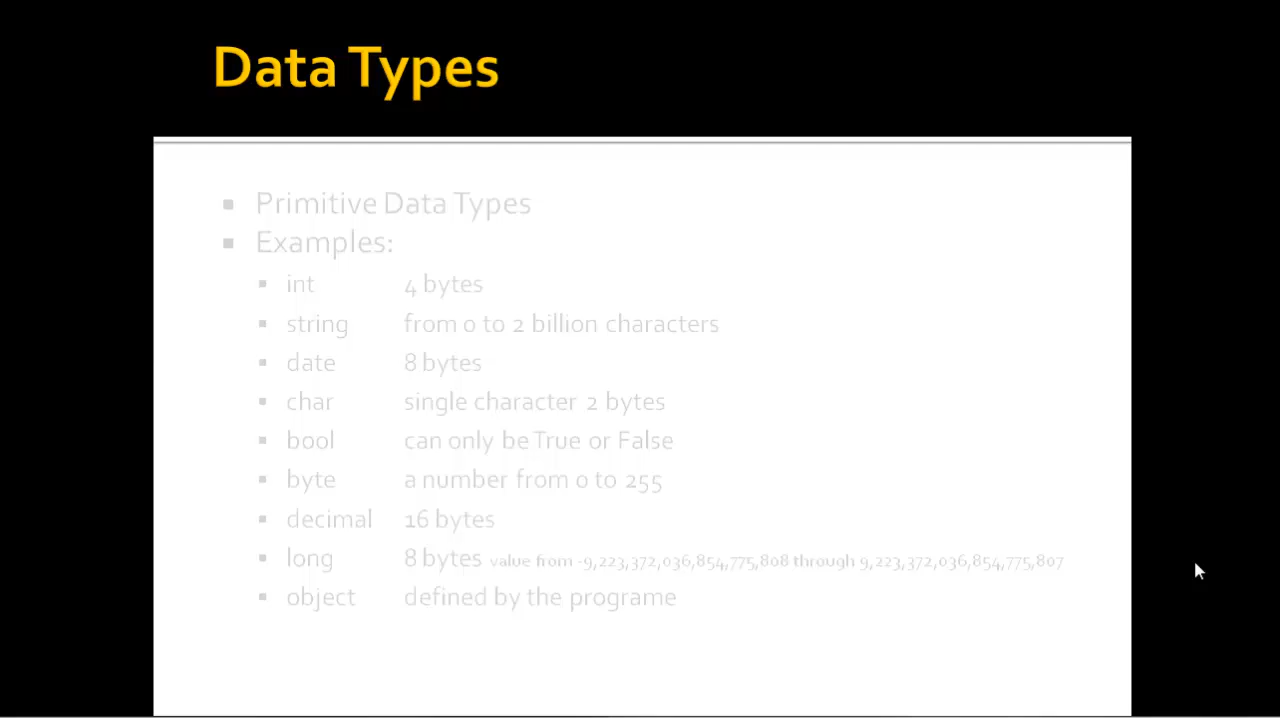 Data Types
Primitive Data Types
Examples:
int 4 bytes
string from 0 to 2 billion characters
date 8 bytes
char single character 2 bytes
bool can only be True or False
byte a number from 0 to 255
decimal 16 bytes
long 8 bytes value from -9,223,372,036,854,775,808 through 9,223,372,036,854,775,807
object defined by the programe